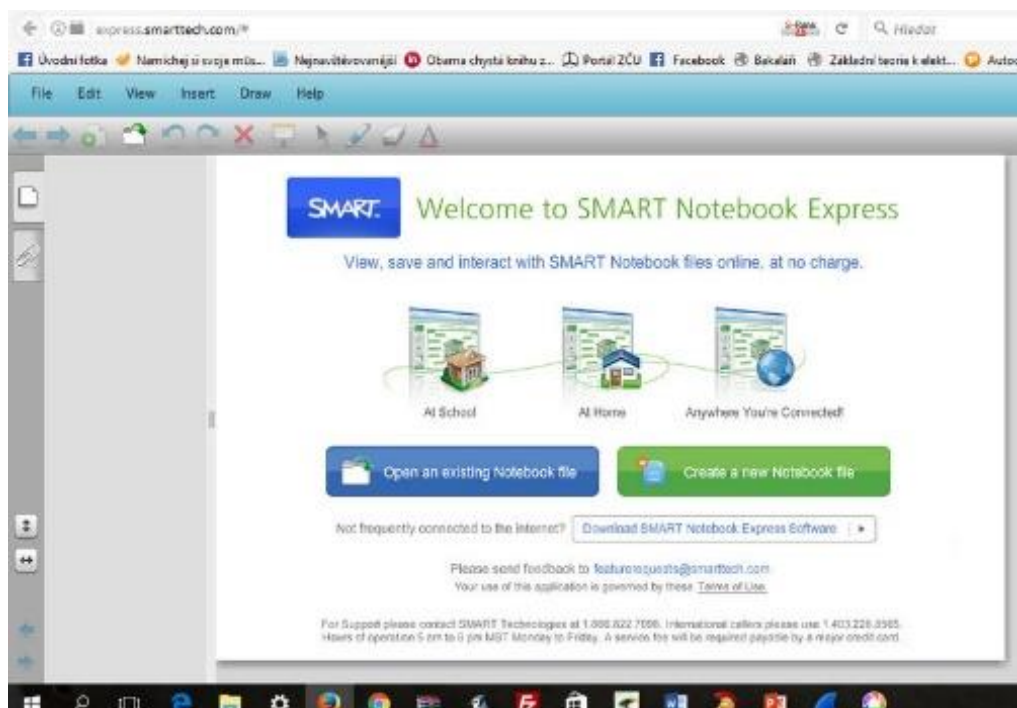 express.smarttech.com/#
Hledat
Úvodní fotka
Namíchej si svoje müs...
Nejnavštěvovanější
Obama chystá knihu z...
Portál ZČU
Facebook
Bakaláři
Základní teorie k elekt...
File Edit View Insert Draw Help
SMART
Welcome to SMART Notebook Express
View, save and interact with SMART Notebook files online, at no charge.
At School
At Home
Anywhere You're Connected!
Open an existing Notebook file
Create a new Notebook file
Not frequently connected to the internet?
Download SMART Notebook Express Software
Please send feedback to featurerequests@smarttech.com
Your use of this application is governed by these Terms of Use.
For Support please contact SMART Technologies at 1.866.822.7096. International callers please use 1.403.228.8565.
Hours of operation 5 am to 6 pm MST Monday to Friday. A service fee will be required payable by a major credit card.